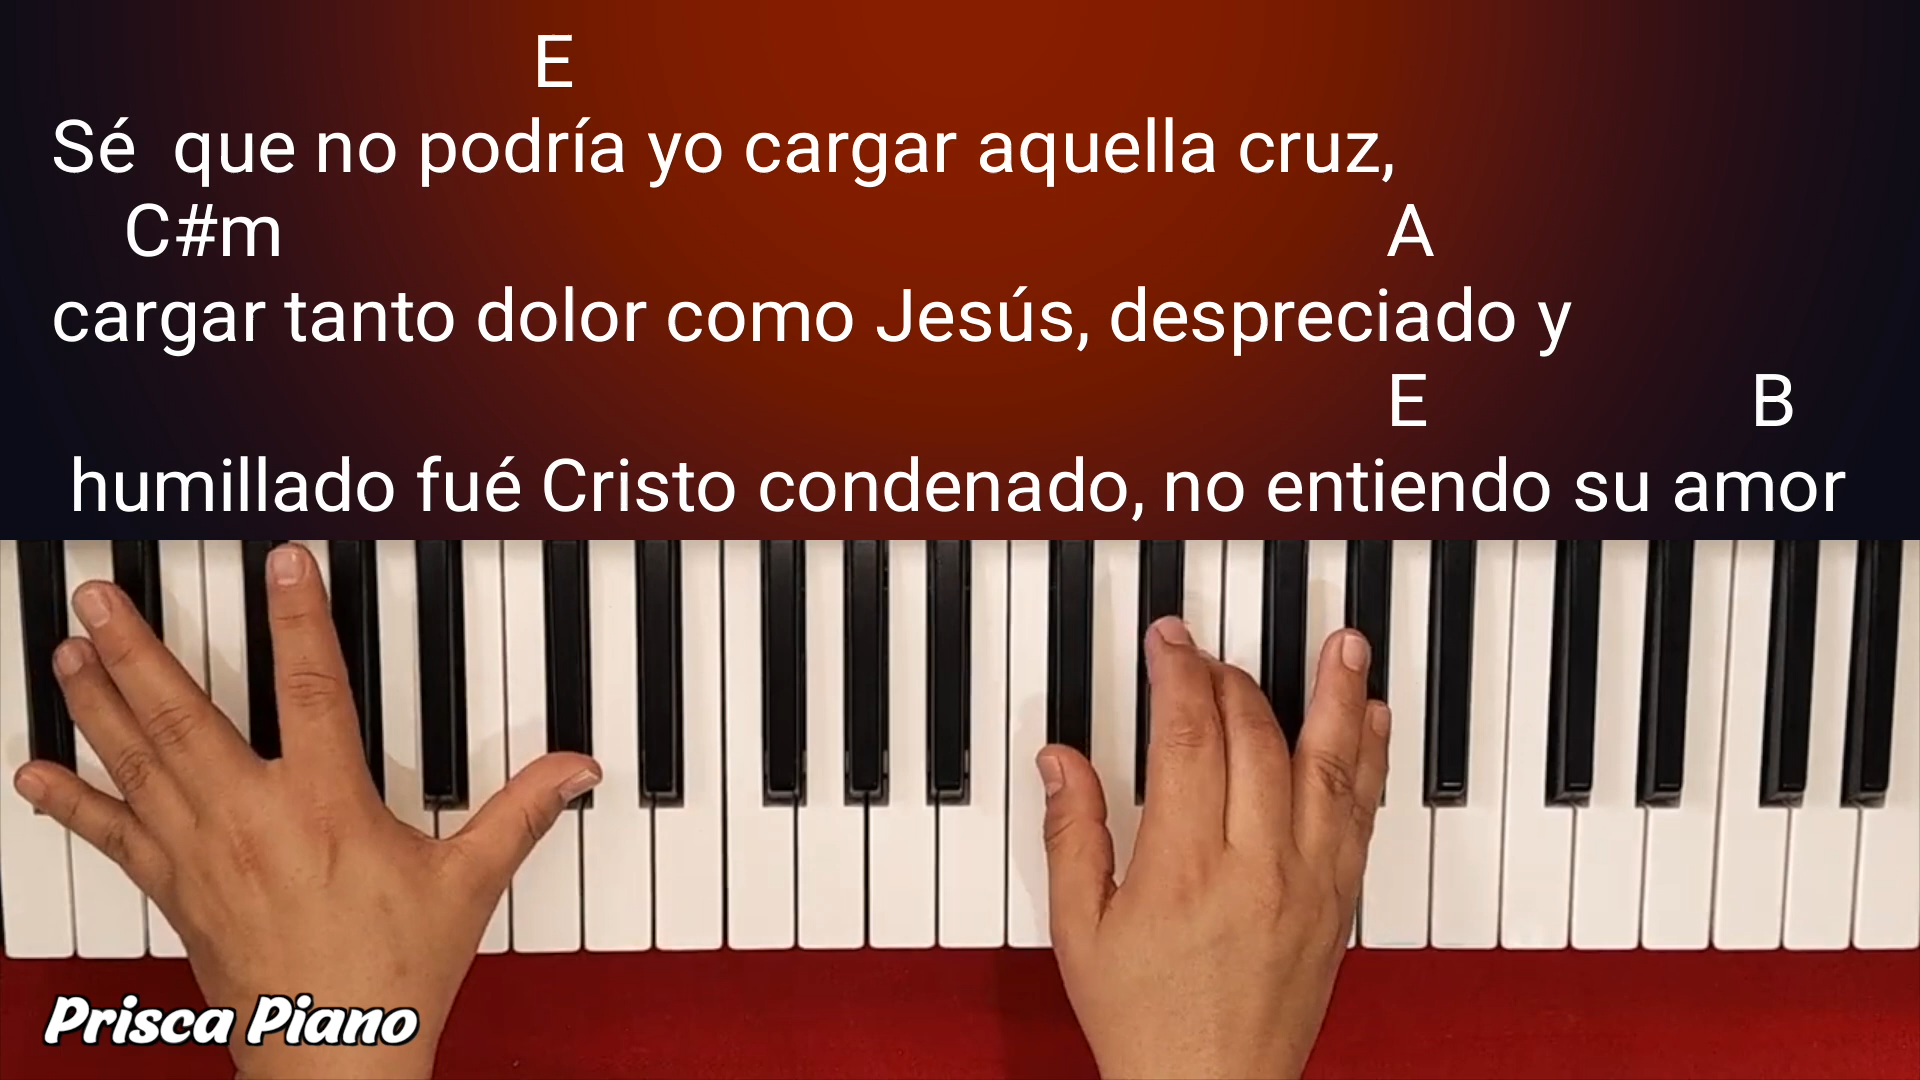 E
Sé que no podría yo cargar aquella cruz,
C#m A
cargar tanto dolor como Jesús, despreciado y
E B
humillado fué Cristo condenado, no entiendo su amor
Prisca Piano